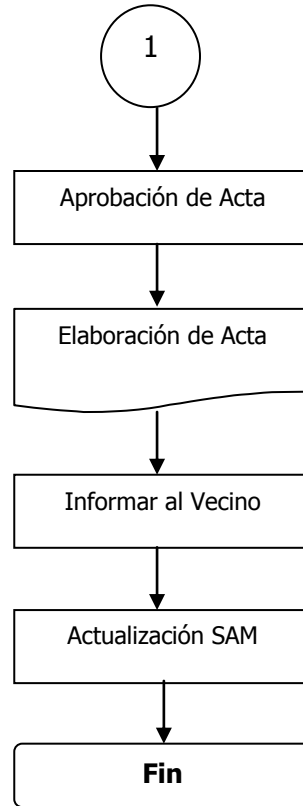 1
Aprobación de Acta
Elaboración de Acta
Informar al Vecino
Actualización SAM
Fin